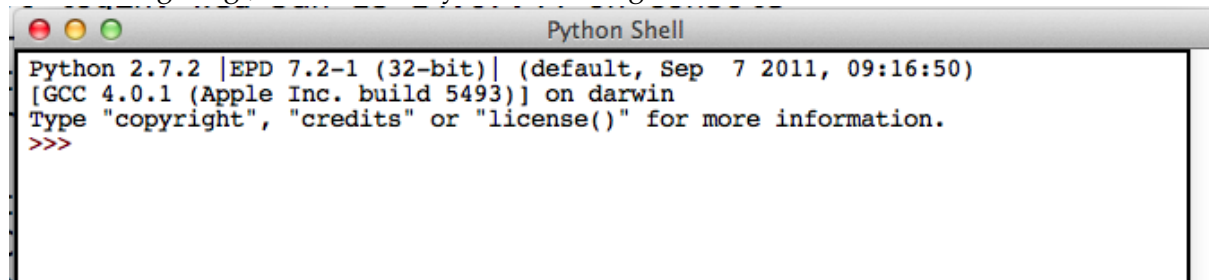 Python Shell
Python 2.7.2 |EPD 7.2-1 (32-bit)| (default, Sep  7 2011, 09:16:50)
[GCC 4.0.1 (Apple Inc. build 5493)] on darwin
Type "copyright", "credits" or "license()" for more information.
>>>